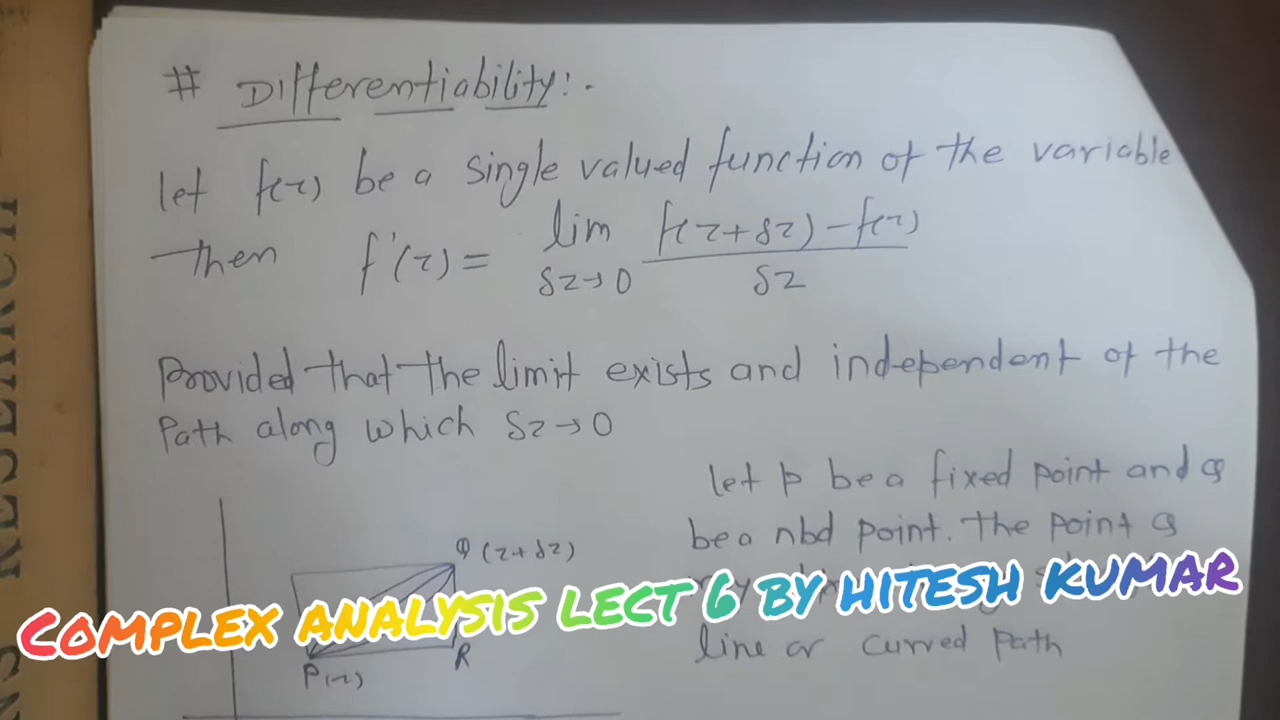 # Differentiability:.
let f(z) be a single valued function of the variable
then f'(z) = lim δz→0 f(z+δz)-f(z) / δz
Provided that the limit exists and independent of the
Path along which δz→0
let p be a fixed point and Q
be a nbd point. The point Q
line or curved path
Q (z+δz)
R
P(z)
COMPLEX ANALYSIS LECT 6 BY HITESH KUMAR
NS RESEARCH